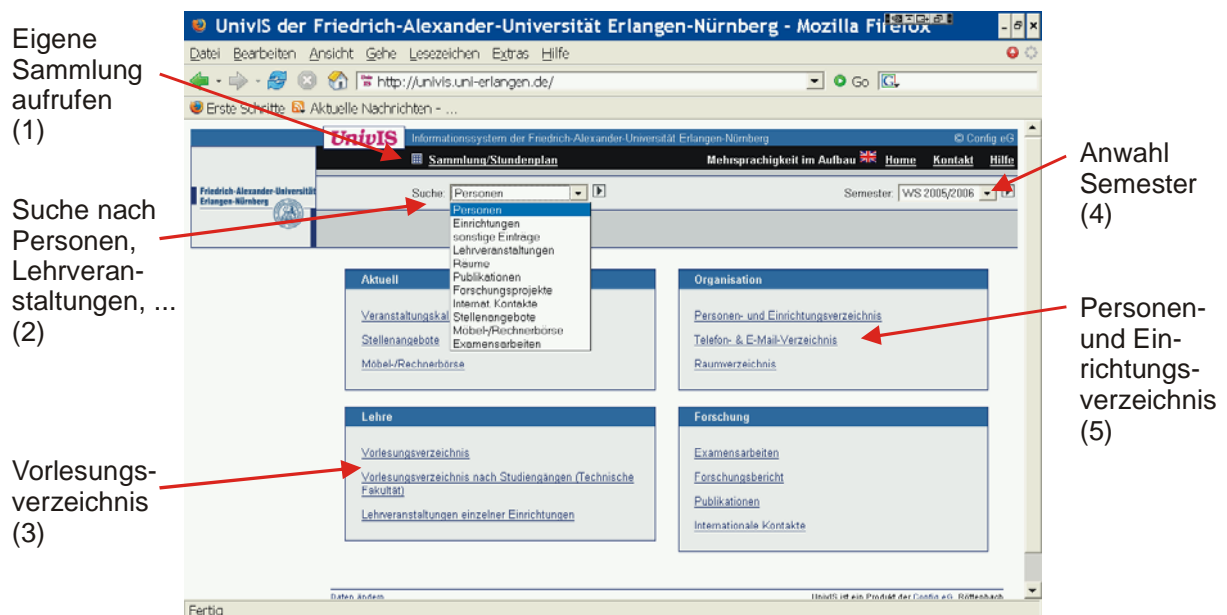 Eigene
Sammlung
aufrufen
(1)
Suche nach
Personen,
Lehrveran-
staltungen, ...
(2)
Vorlesungs-
verzeichnis
(3)
UnivIS der Friedrich-Alexander-Universität Erlangen-Nürnberg - Mozilla Firefox
Datei Bearbeiten Ansicht Gehe Lesezeichen Extras Hilfe
http://univis.uni-erlangen.de/ Go
Erste Schritte Aktuelle Nachrichten - ...
UnivIS Informationssystem der Friedrich-Alexander-Universität Erlangen-Nürnberg © Config eG
Sammlung/Stundenplan Mehrsprachigkeit im Aufbau Home Kontakt Hilfe
Friedrich-Alexander-Universität
Erlangen-Nürnberg
Suche: Personen Semester: WS 2005/2006
Personen
Einrichtungen
sonstige Einträge
Lehrveranstaltungen
Räume
Publikationen
Forschungsprojekte
Internat. Kontakte
Stellenangebote
Möbel-/Rechnerbörse
Examensarbeiten
Aktuell
Veranstaltungskal
Stellenangebote
Möbel-/Rechnerbörse
Organisation
Personen- und Einrichtungsverzeichnis
Telefon- & E-Mail-Verzeichnis
Raumverzeichnis
Lehre
Vorlesungsverzeichnis
Vorlesungsverzeichnis nach Studiengängen (Technische
Fakultät)
Lehrveranstaltungen einzelner Einrichtungen
Forschung
Examensarbeiten
Forschungsbericht
Publikationen
Internationale Kontakte
Daten ändern UnivIS ist ein Produkt der Config eG, Röttenbach
Fertig
Anwahl
Semester
(4)
Personen-
und Ein-
richtungs-
verzeichnis
(5)